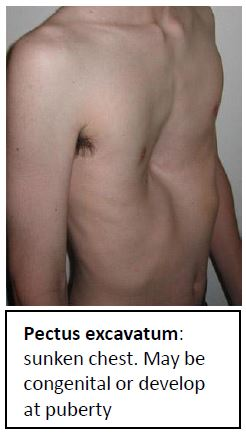 Pectus excavatum:
sunken chest. May be
congenital or develop
at puberty